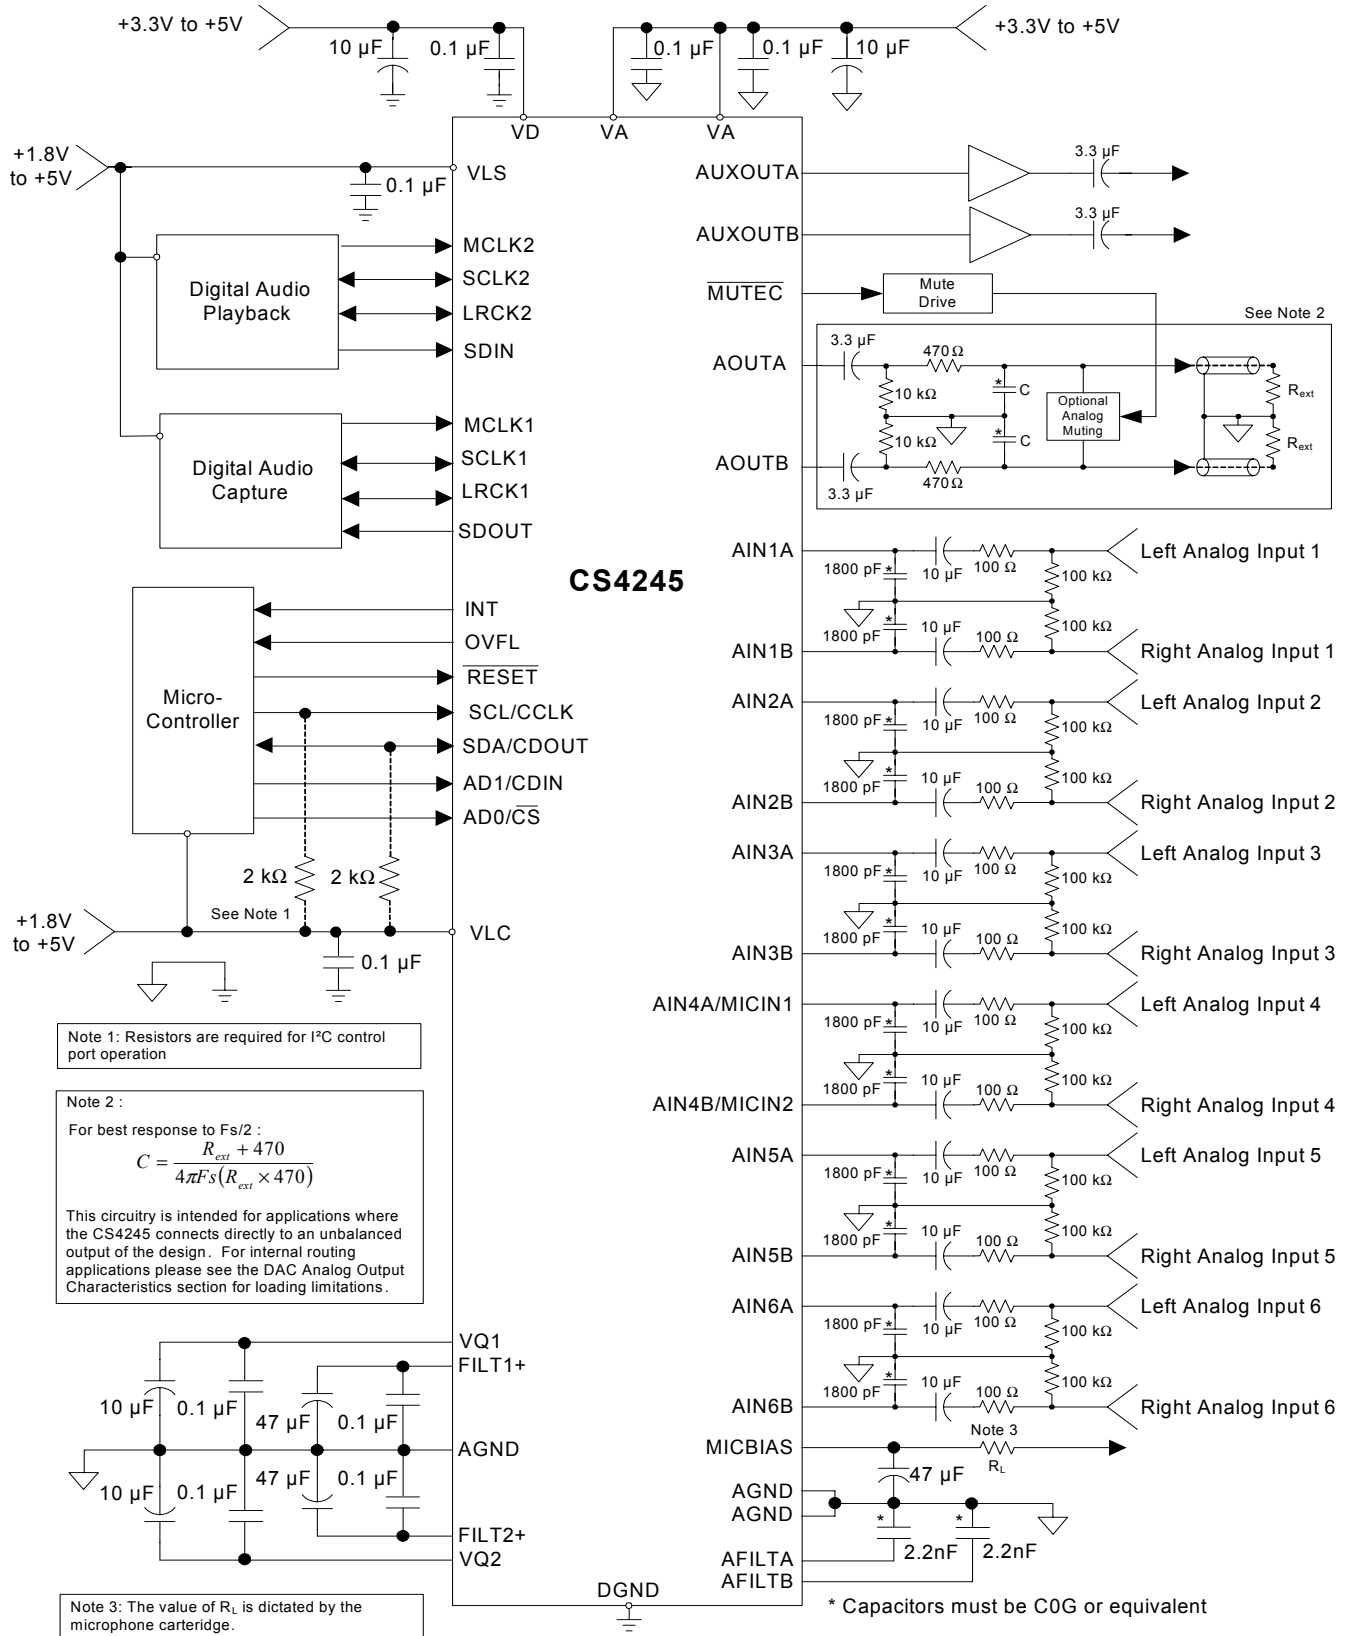 +3.3V to +5V
10 µF
0.1 µF
0.1 µF
0.1 µF
10 µF
+3.3V to +5V
VD
VA
VA
+1.8V
to +5V
0.1 µF
VLS
Digital Audio
Playback
MCLK2
SCLK2
LRCK2
SDIN
Digital Audio
Capture
MCLK1
SCLK1
LRCK1
SDOUT
CS4245
Micro-
Controller
INT
OVFL
RESET
SCL/CCLK
SDA/CDOUT
AD1/CDIN
AD0/CS
2 kΩ
2 kΩ
See Note 1
+1.8V
to +5V
VLC
0.1 µF
Note 1: Resistors are required for I²C control
port operation
Note 2 :
For best response to Fs/2 :
C = (R_ext + 470) / (4πFs(R_ext × 470))
This circuitry is intended for applications where
the CS4245 connects directly to an unbalanced
output of the design. For internal routing
applications please see the DAC Analog Output
Characteristics section for loading limitations.
VQ1
FILT1+
10 µF
0.1 µF
47 µF
0.1 µF
AGND
10 µF
0.1 µF
47 µF
0.1 µF
FILT2+
VQ2
Note 3: The value of R_L is dictated by the
microphone carteridge.
DGND
AUXOUTA
3.3 µF
AUXOUTB
3.3 µF
MUTEC
Mute
Drive
See Note 2
AOUTA
3.3 µF
470Ω
10 kΩ
* C
Optional
Analog
Muting
R_ext
10 kΩ
* C
R_ext
AOUTB
3.3 µF
470Ω
AIN1A
1800 pF *
10 µF
100 Ω
100 kΩ
Left Analog Input 1
AIN1B
1800 pF *
10 µF
100 Ω
100 kΩ
Right Analog Input 1
AIN2A
1800 pF *
10 µF
100 Ω
100 kΩ
Left Analog Input 2
AIN2B
1800 pF *
10 µF
100 Ω
100 kΩ
Right Analog Input 2
AIN3A
1800 pF *
10 µF
100 Ω
100 kΩ
Left Analog Input 3
AIN3B
1800 pF *
10 µF
100 Ω
100 kΩ
Right Analog Input 3
AIN4A/MICIN1
1800 pF *
10 µF
100 Ω
100 kΩ
Left Analog Input 4
AIN4B/MICIN2
1800 pF *
10 µF
100 Ω
100 kΩ
Right Analog Input 4
AIN5A
1800 pF *
10 µF
100 Ω
100 kΩ
Left Analog Input 5
AIN5B
1800 pF *
10 µF
100 Ω
100 kΩ
Right Analog Input 5
AIN6A
1800 pF *
10 µF
100 Ω
100 kΩ
Left Analog Input 6
AIN6B
1800 pF *
10 µF
100 Ω
100 kΩ
Right Analog Input 6
MICBIAS
Note 3
R_L
47 µF
AGND
AGND
*
*
2.2nF
2.2nF
AFILTA
AFILTB
* Capacitors must be C0G or equivalent